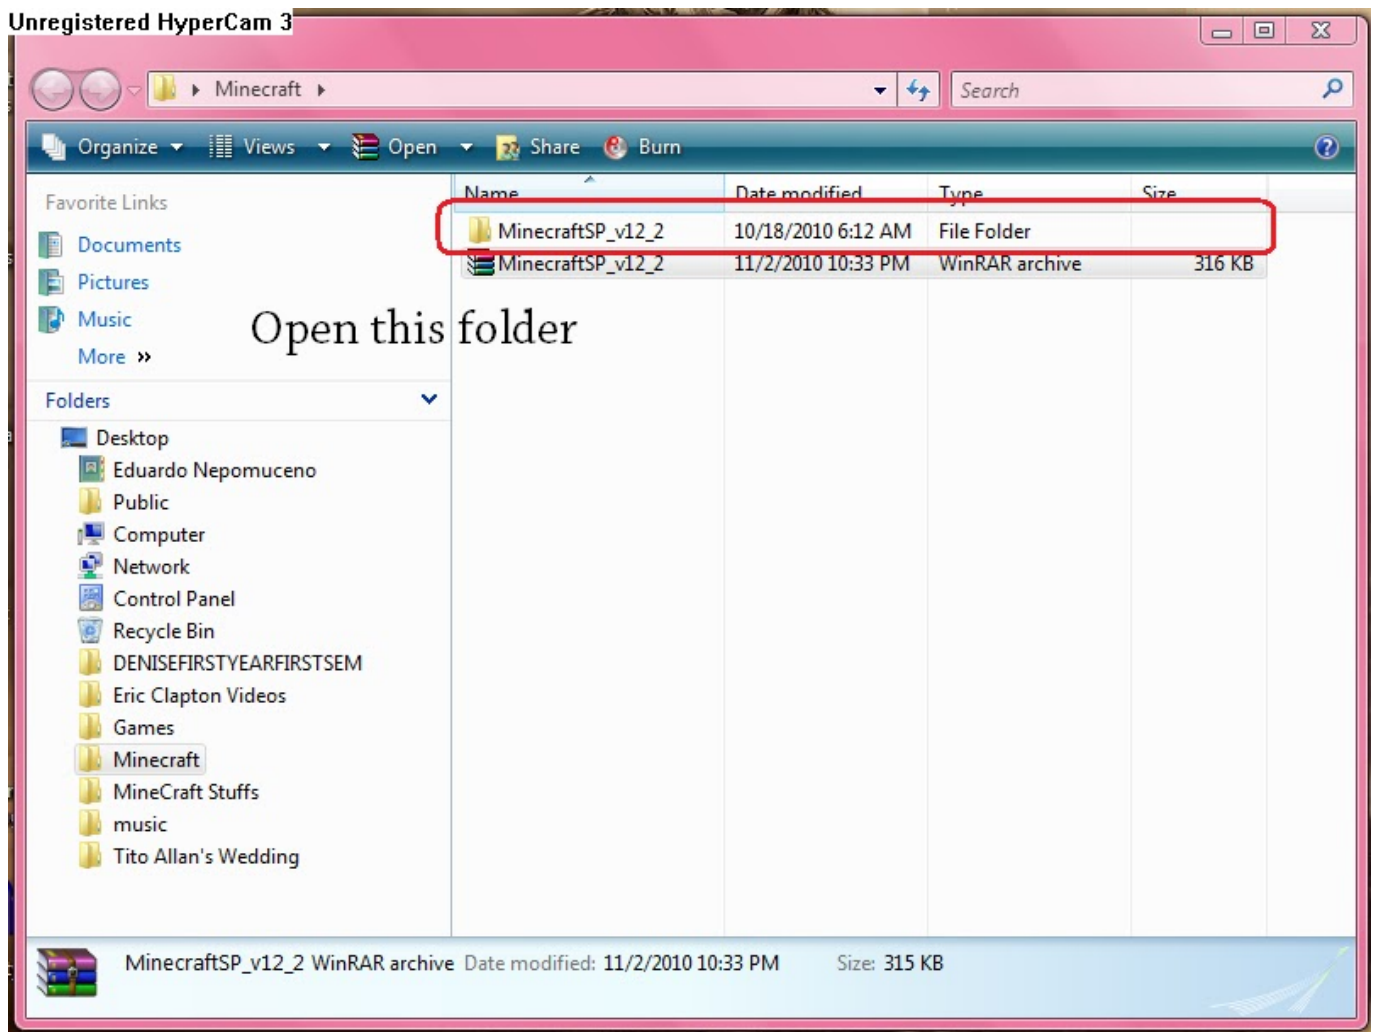 Unregistered HyperCam 3
Minecraft
Search
Organize Views Open Share Burn
Favorite Links
Documents
Pictures
Music
More »
Folders
Desktop
Eduardo Nepomuceno
Public
Computer
Network
Control Panel
Recycle Bin
DENISEFIRSTYEARFIRSTSEM
Eric Clapton Videos
Games
Minecraft
MineCraft Stuffs
music
Tito Allan's Wedding
Name Date modified Type Size
MinecraftSP_v12_2 10/18/2010 6:12 AM File Folder
MinecraftSP_v12_2 11/2/2010 10:33 PM WinRAR archive 316 KB
Open this folder
MinecraftSP_v12_2 WinRAR archive Date modified: 11/2/2010 10:33 PM Size: 315 KB